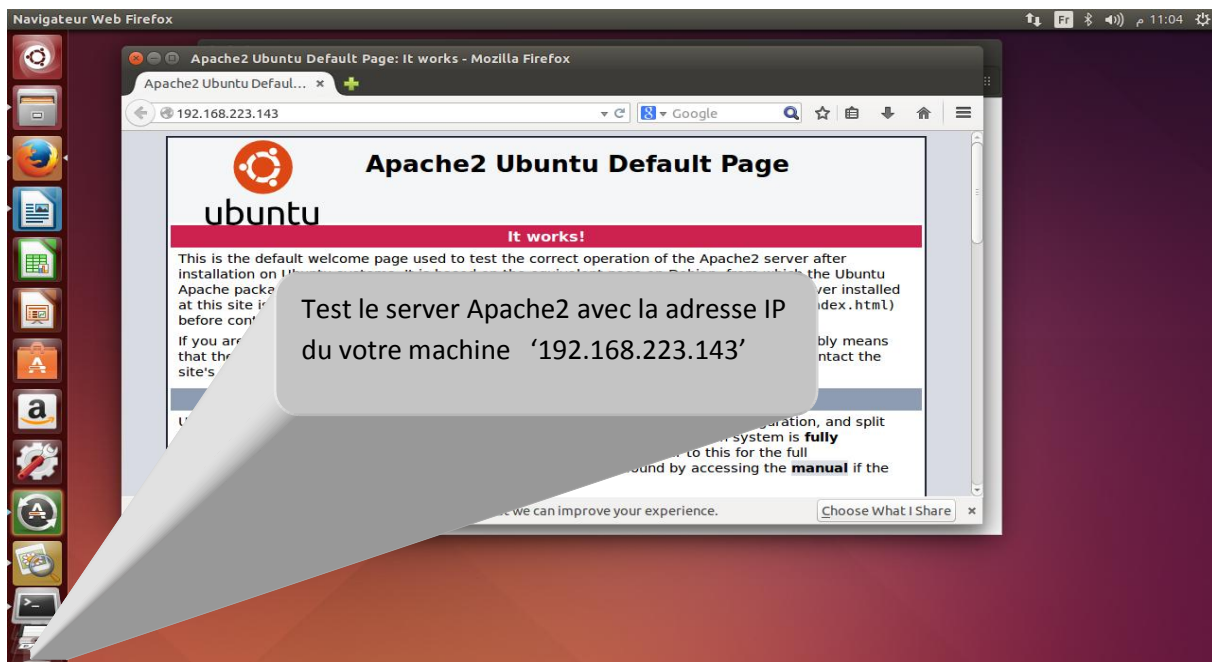 Navigateur Web Firefox
Fr م 11:04
Apache2 Ubuntu Default Page: It works - Mozilla Firefox
Apache2 Ubuntu Defaul...
192.168.223.143
Google
Apache2 Ubuntu Default Page
ubuntu
It works!
This is the default welcome page used to test the correct operation of the Apache2 server after
installation on the Ubuntu
Apache packa ver installed
at this site i ndex.html)
before con
If you are bly means
that the ntact the
site's
Test le server Apache2 avec la adresse IP
du votre machine ‘192.168.223.143’
guration, and split
system is fully
to this for the full
ound by accessing the manual if the
we can improve your experience.
Choose What I Share